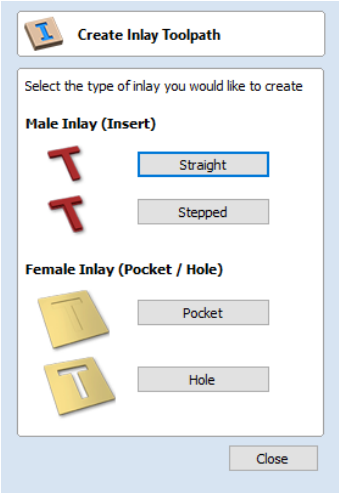 Create Inlay Toolpath
Select the type of inlay you would like to create
Male Inlay (Insert)
Straight
Stepped
Female Inlay (Pocket / Hole)
Pocket
Hole
Close